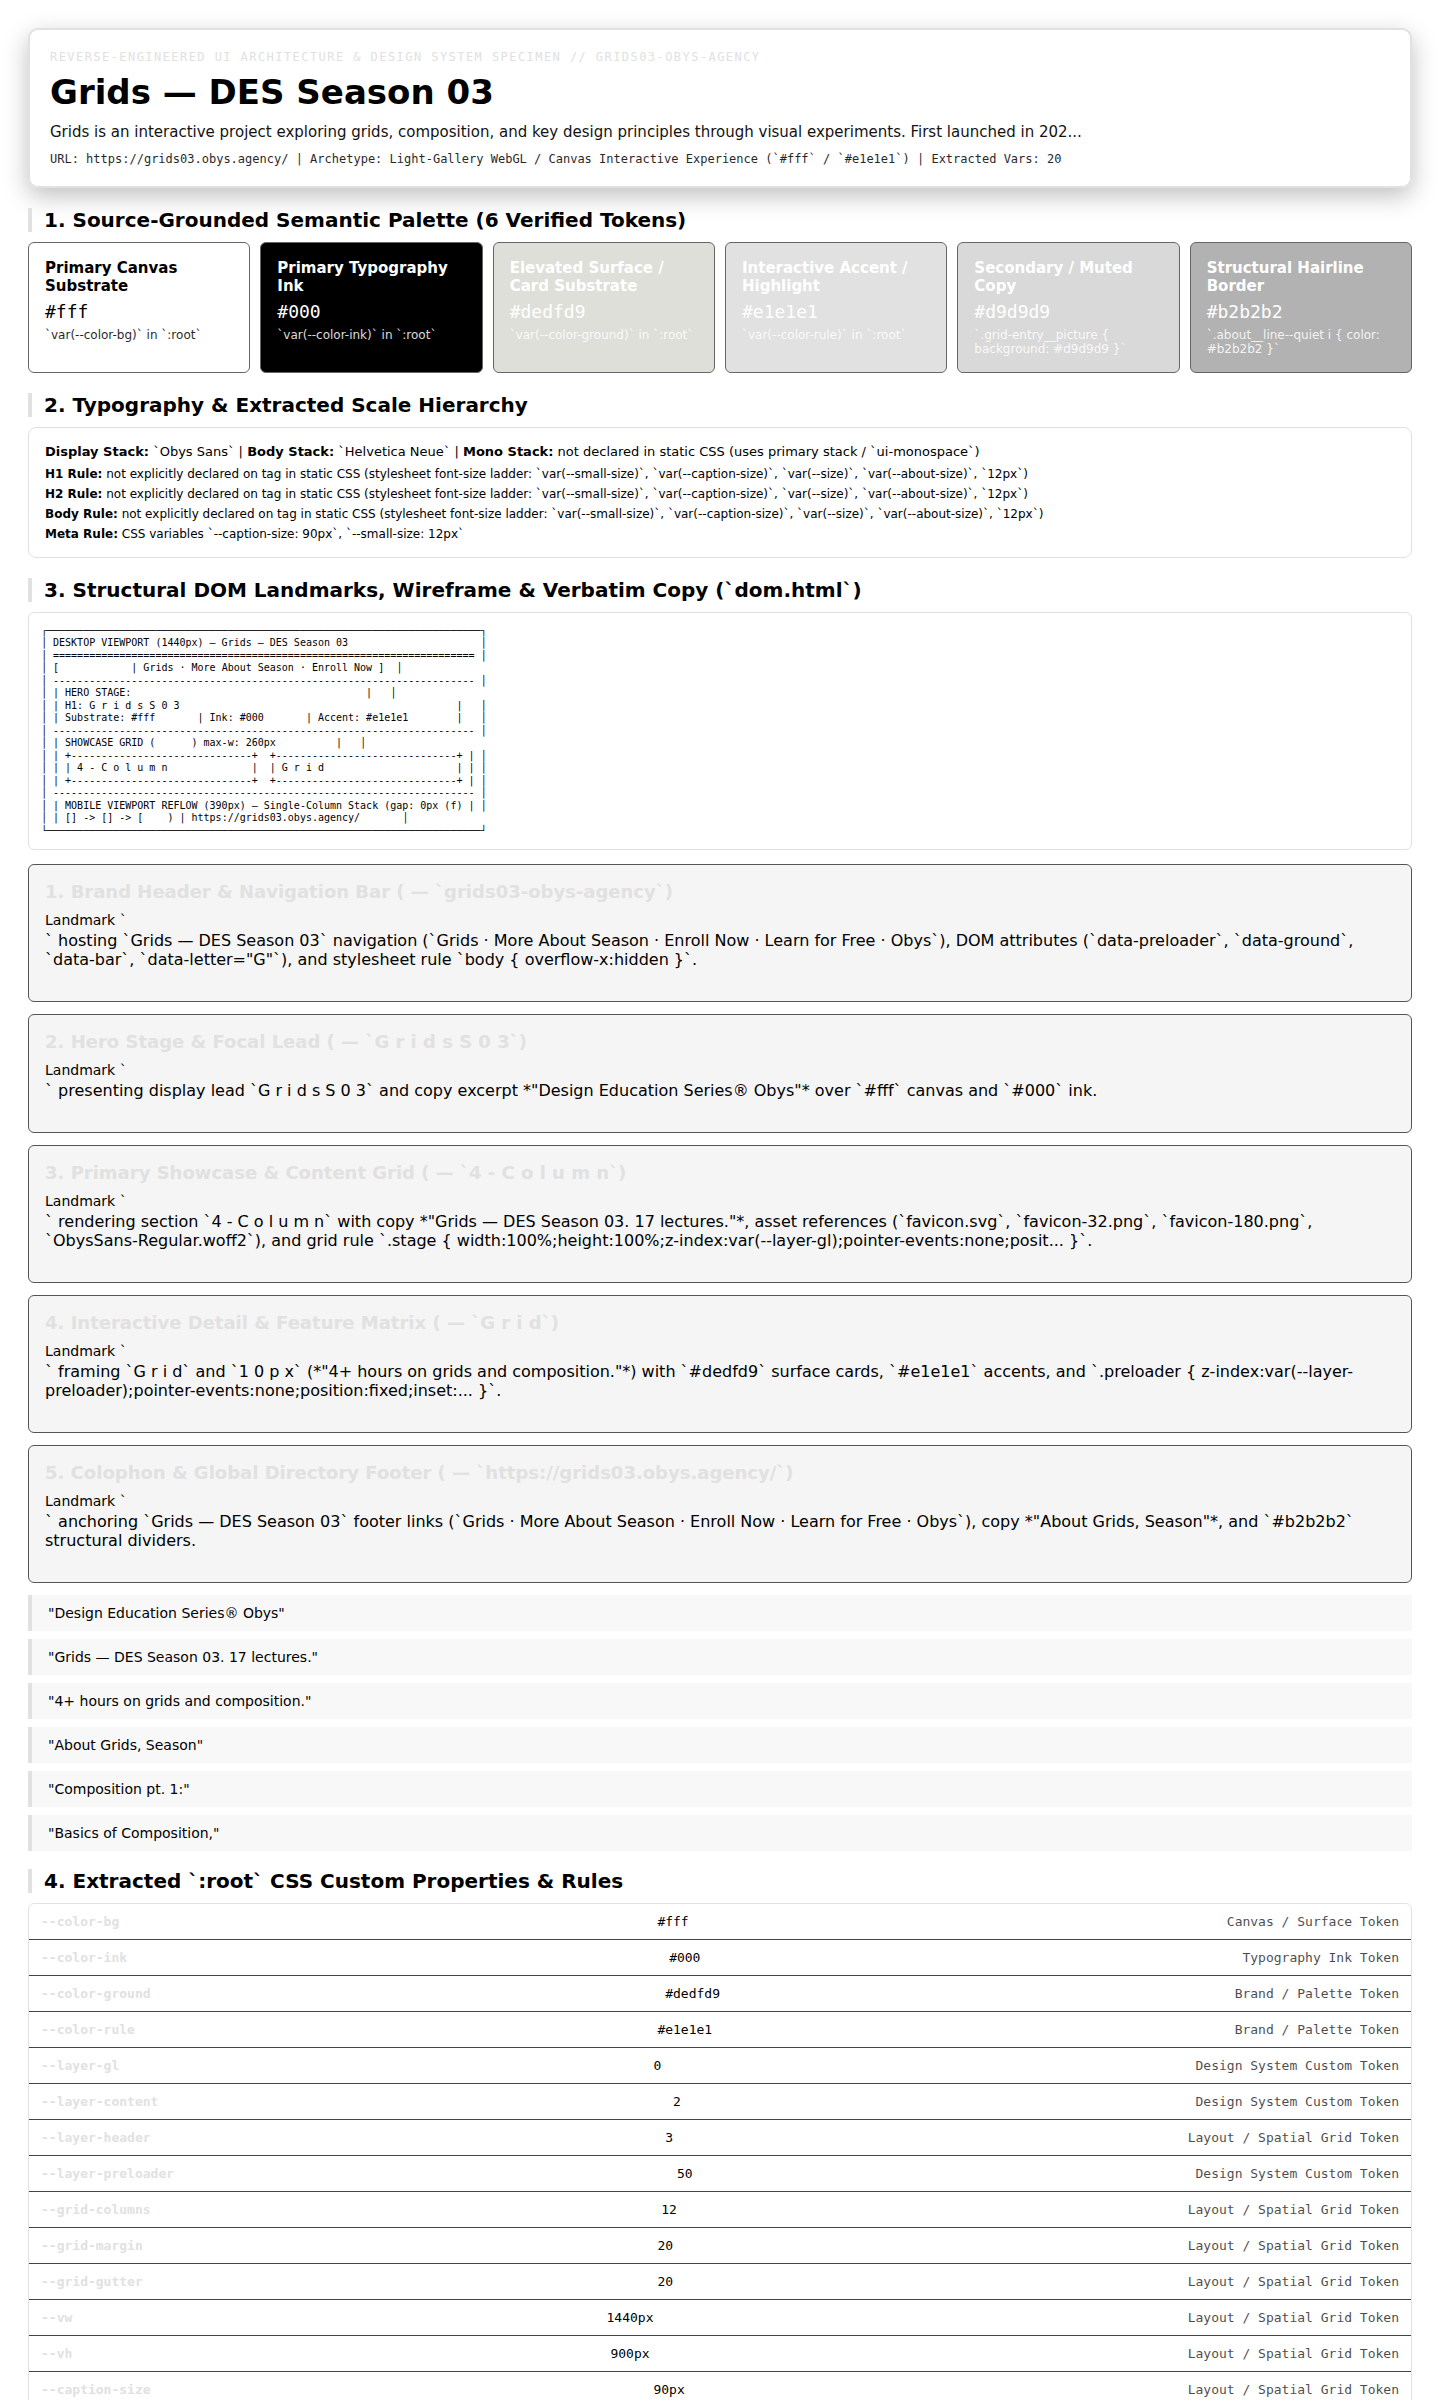 REVERSE-ENGINEERED UI ARCHITECTURE & DESIGN SYSTEM SPECIMEN // GRIDS03-OBYS-AGENCY
Grids — DES Season 03
Grids is an interactive project exploring grids, composition, and key design principles through visual experiments. First launched in 202...
URL: https://grids03.obys.agency/ | Archetype: Light-Gallery WebGL / Canvas Interactive Experience (`#fff` / `#e1e1e1`) | Extracted Vars: 20
1. Source-Grounded Semantic Palette (6 Verified Tokens)
Primary Canvas
Substrate
#fff
`var(--color-bg)` in `:root`
Primary Typography
Ink
#000
`var(--color-ink)` in `:root`
Elevated Surface /
Card Substrate
#dedfd9
`var(--color-ground)` in `:root`
Interactive Accent /
Highlight
#e1e1e1
`var(--color-rule)` in `:root`
Secondary / Muted
Copy
#d9d9d9
`.grid-entry__picture {
background: #d9d9d9 }`
Structural Hairline
Border
#b2b2b2
`.about__line--quiet i { color:
#b2b2b2 }`
2. Typography & Extracted Scale Hierarchy
Display Stack: `Obys Sans` | Body Stack: `Helvetica Neue` | Mono Stack: not declared in static CSS (uses primary stack / `ui-monospace`)
H1 Rule: not explicitly declared on tag in static CSS (stylesheet font-size ladder: `var(--small-size)`, `var(--caption-size)`, `var(--size)`, `var(--about-size)`, `12px`)
H2 Rule: not explicitly declared on tag in static CSS (stylesheet font-size ladder: `var(--small-size)`, `var(--caption-size)`, `var(--size)`, `var(--about-size)`, `12px`)
Body Rule: not explicitly declared on tag in static CSS (stylesheet font-size ladder: `var(--small-size)`, `var(--caption-size)`, `var(--size)`, `var(--about-size)`, `12px`)
Meta Rule: CSS variables `--caption-size: 90px`, `--small-size: 12px`
3. Structural DOM Landmarks, Wireframe & Verbatim Copy (`dom.html`)
DESKTOP VIEWPORT (1440px) — Grids — DES Season 03
======================================================================
[ | Grids · More About Season · Enroll Now ] |
----------------------------------------------------------------------
| HERO STAGE: | |
| H1: G r i d s S 0 3 |
| Substrate: #fff | Ink: #000 | Accent: #e1e1e1 |
----------------------------------------------------------------------
| SHOWCASE GRID ( ) max-w: 260px | |
| +------------------------------+ +------------------------------+ |
| | 4 - C o l u m n | | G r i d | |
| +------------------------------+ +------------------------------+ |
----------------------------------------------------------------------
| MOBILE VIEWPORT REFLOW (390px) — Single-Column Stack (gap: 0px (f) |
| [] -> [] -> [ ) | https://grids03.obys.agency/ |
1. Brand Header & Navigation Bar ( — `grids03-obys-agency`)
Landmark `
` hosting `Grids — DES Season 03` navigation (`Grids · More About Season · Enroll Now · Learn for Free · Obys`), DOM attributes (`data-preloader`, `data-ground`,
`data-bar`, `data-letter="G"`), and stylesheet rule `body { overflow-x:hidden }`.
2. Hero Stage & Focal Lead ( — `G r i d s S 0 3`)
Landmark `
` presenting display lead `G r i d s S 0 3` and copy excerpt *"Design Education Series® Obys"* over `#fff` canvas and `#000` ink.
3. Primary Showcase & Content Grid ( — `4 - C o l u m n`)
Landmark `
` rendering section `4 - C o l u m n` with copy *"Grids — DES Season 03. 17 lectures."*, asset references (`favicon.svg`, `favicon-32.png`, `favicon-180.png`,
`ObysSans-Regular.woff2`), and grid rule `.stage { width:100%;height:100%;z-index:var(--layer-gl);pointer-events:none;posit... }`.
4. Interactive Detail & Feature Matrix ( — `G r i d`)
Landmark `
` framing `G r i d` and `1 0 p x` (*"4+ hours on grids and composition."*) with `#dedfd9` surface cards, `#e1e1e1` accents, and `.preloader { z-index:var(--layer-
preloader);pointer-events:none;position:fixed;inset:... }`.
5. Colophon & Global Directory Footer ( — `https://grids03.obys.agency/`)
Landmark `
` anchoring `Grids — DES Season 03` footer links (`Grids · More About Season · Enroll Now · Learn for Free · Obys`), copy *"About Grids, Season"*, and `#b2b2b2`
structural dividers.
"Design Education Series® Obys"
"Grids — DES Season 03. 17 lectures."
"4+ hours on grids and composition."
"About Grids, Season"
"Composition pt. 1:"
"Basics of Composition,"
4. Extracted `:root` CSS Custom Properties & Rules
--color-bg #fff Canvas / Surface Token
--color-ink #000 Typography Ink Token
--color-ground #dedfd9 Brand / Palette Token
--color-rule #e1e1e1 Brand / Palette Token
--layer-gl 0 Design System Custom Token
--layer-content 2 Design System Custom Token
--layer-header 3 Layout / Spatial Grid Token
--layer-preloader 50 Design System Custom Token
--grid-columns 12 Layout / Spatial Grid Token
--grid-margin 20 Layout / Spatial Grid Token
--grid-gutter 20 Layout / Spatial Grid Token
--vw 1440px Layout / Spatial Grid Token
--vh 900px Layout / Spatial Grid Token
--caption-size 90px Layout / Spatial Grid Token